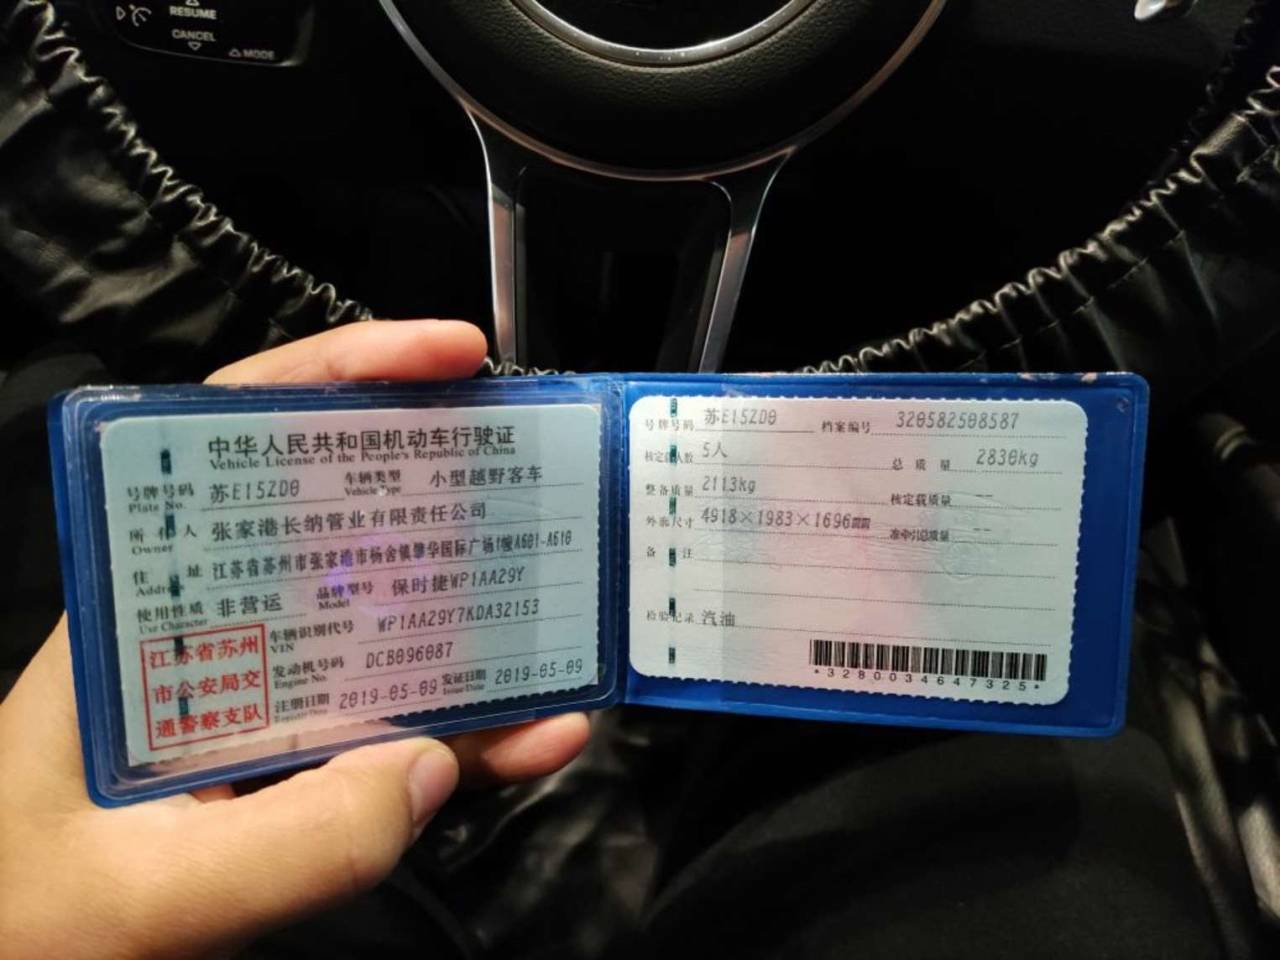 RESUME
CANCEL
MODE
中华人民共和国机动车行驶证
Vehicle License of the People's Republic of China
号牌号码 苏E15ZD0 车辆类型 小型越野客车
Plate No. Vehicle Type
所有人 张家港长纳管业有限责任公司
Owner
住址 江苏省苏州市张家港市杨舍镇攀华国际广场1幢A601-A610
Address
使用性质 非营运 品牌型号 保时捷WP1AA29Y
Use Character Model
江苏省苏州
市公安局交
通警察支队
车辆识别代号 WP1AA29Y7KDA32153
VIN
发动机号码 DCB096087
Engine No.
注册日期 2019-05-09 发证日期 2019-05-09
Register Date Issue Date
号牌号码 苏E15ZD0 档案编号 320582508587
核定载人数 5人 总质量 2830kg
整备质量 2113kg 核定载质量 --
外廓尺寸 4918×1983×1696mm 准牵引总质量 --
备注
检验记录 汽油
*3280034647325*